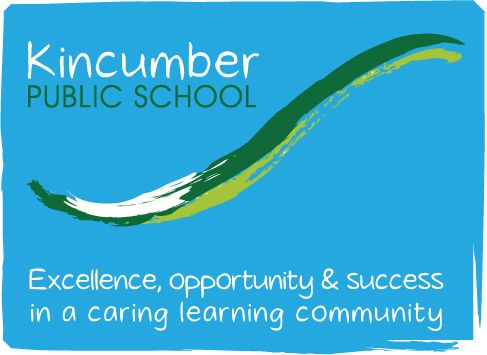 Kincumber
PUBLIC SCHOOL
Excellence, opportunity & success
in a caring learning community